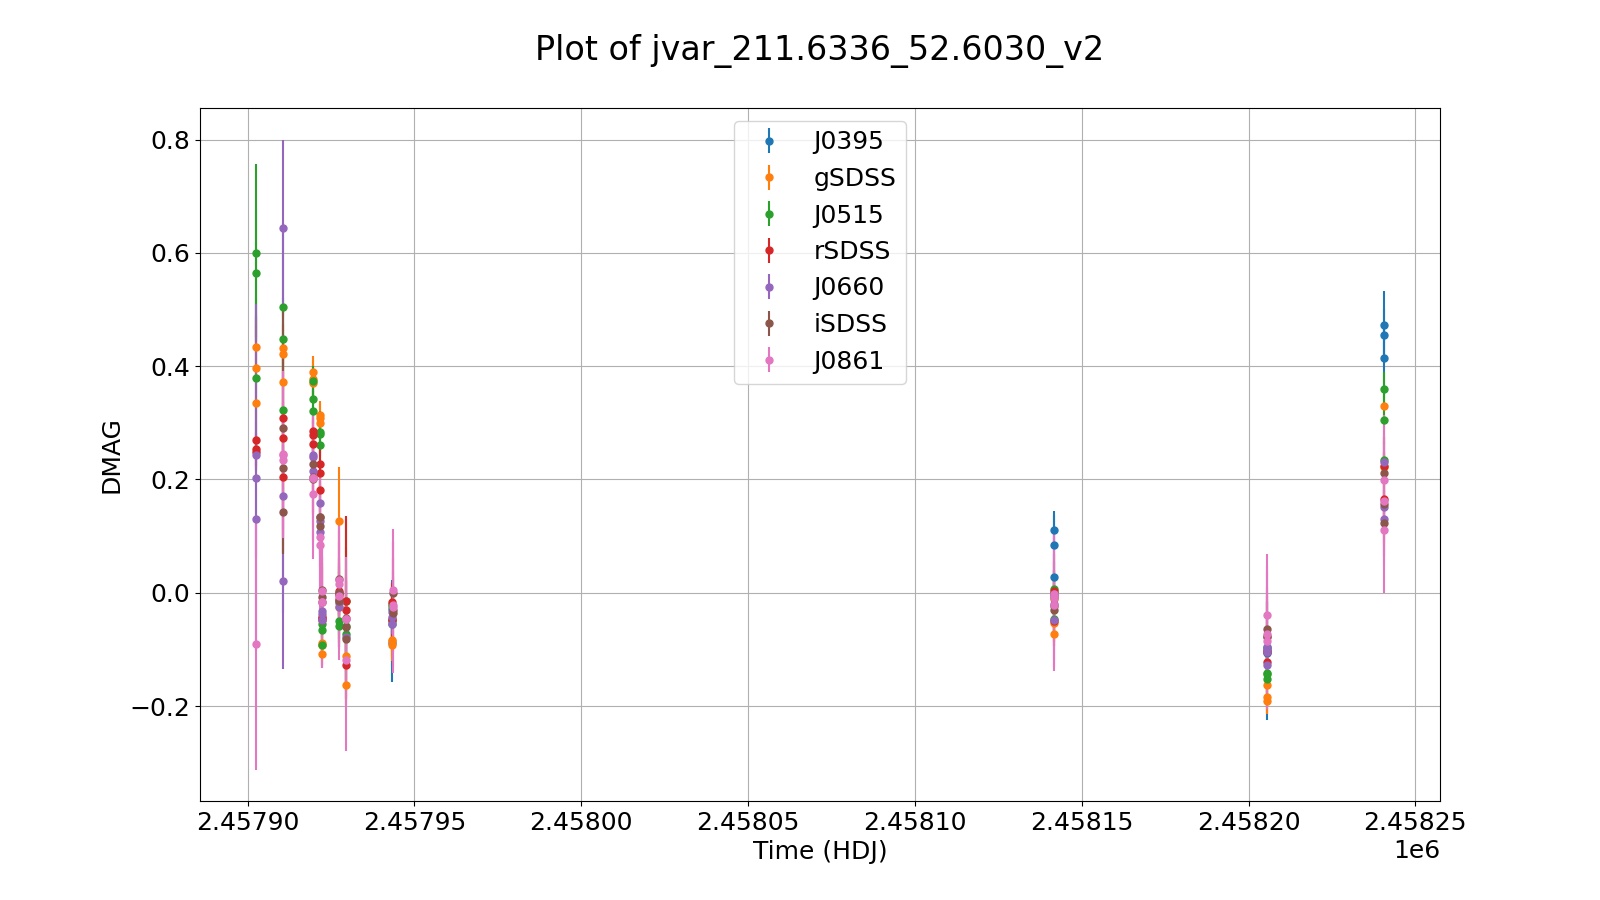 Plot of jvar_211.6336_52.6030_v2
0.8
0.6
0.4
0.2
0.0
−0.2
DMAG
J0395
gSDSS
J0515
rSDSS
J0660
iSDSS
J0861
2.45790 2.45795 2.45800 2.45805 2.45810 2.45815 2.45820 2.45825
Time (HDJ) 1e6